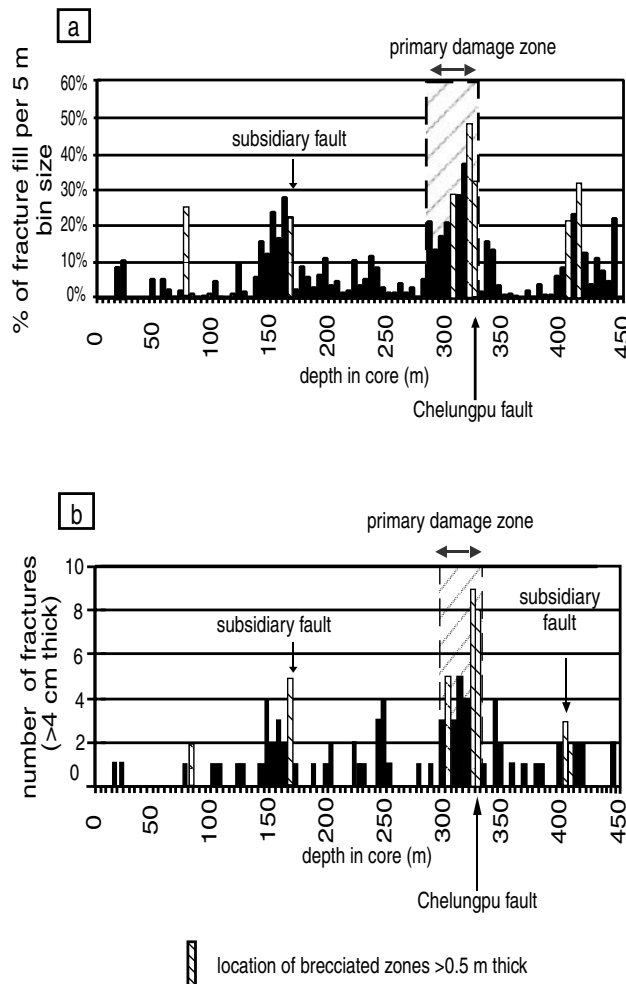 a
primary damage zone
60%
50%
40%
30%
20%
10%
0%
% of fracture fill per 5 m
bin size
subsidiary fault
0
50
100
150
200
250
300
350
400
450
depth in core (m)
Chelungpu fault
b
primary damage zone
10
8
6
4
2
0
number of fractures
(>4 cm thick)
subsidiary fault
subsidiary
fault
0
50
100
150
200
250
300
350
400
450
depth in core (m)
Chelungpu fault
location of brecciated zones >0.5 m thick